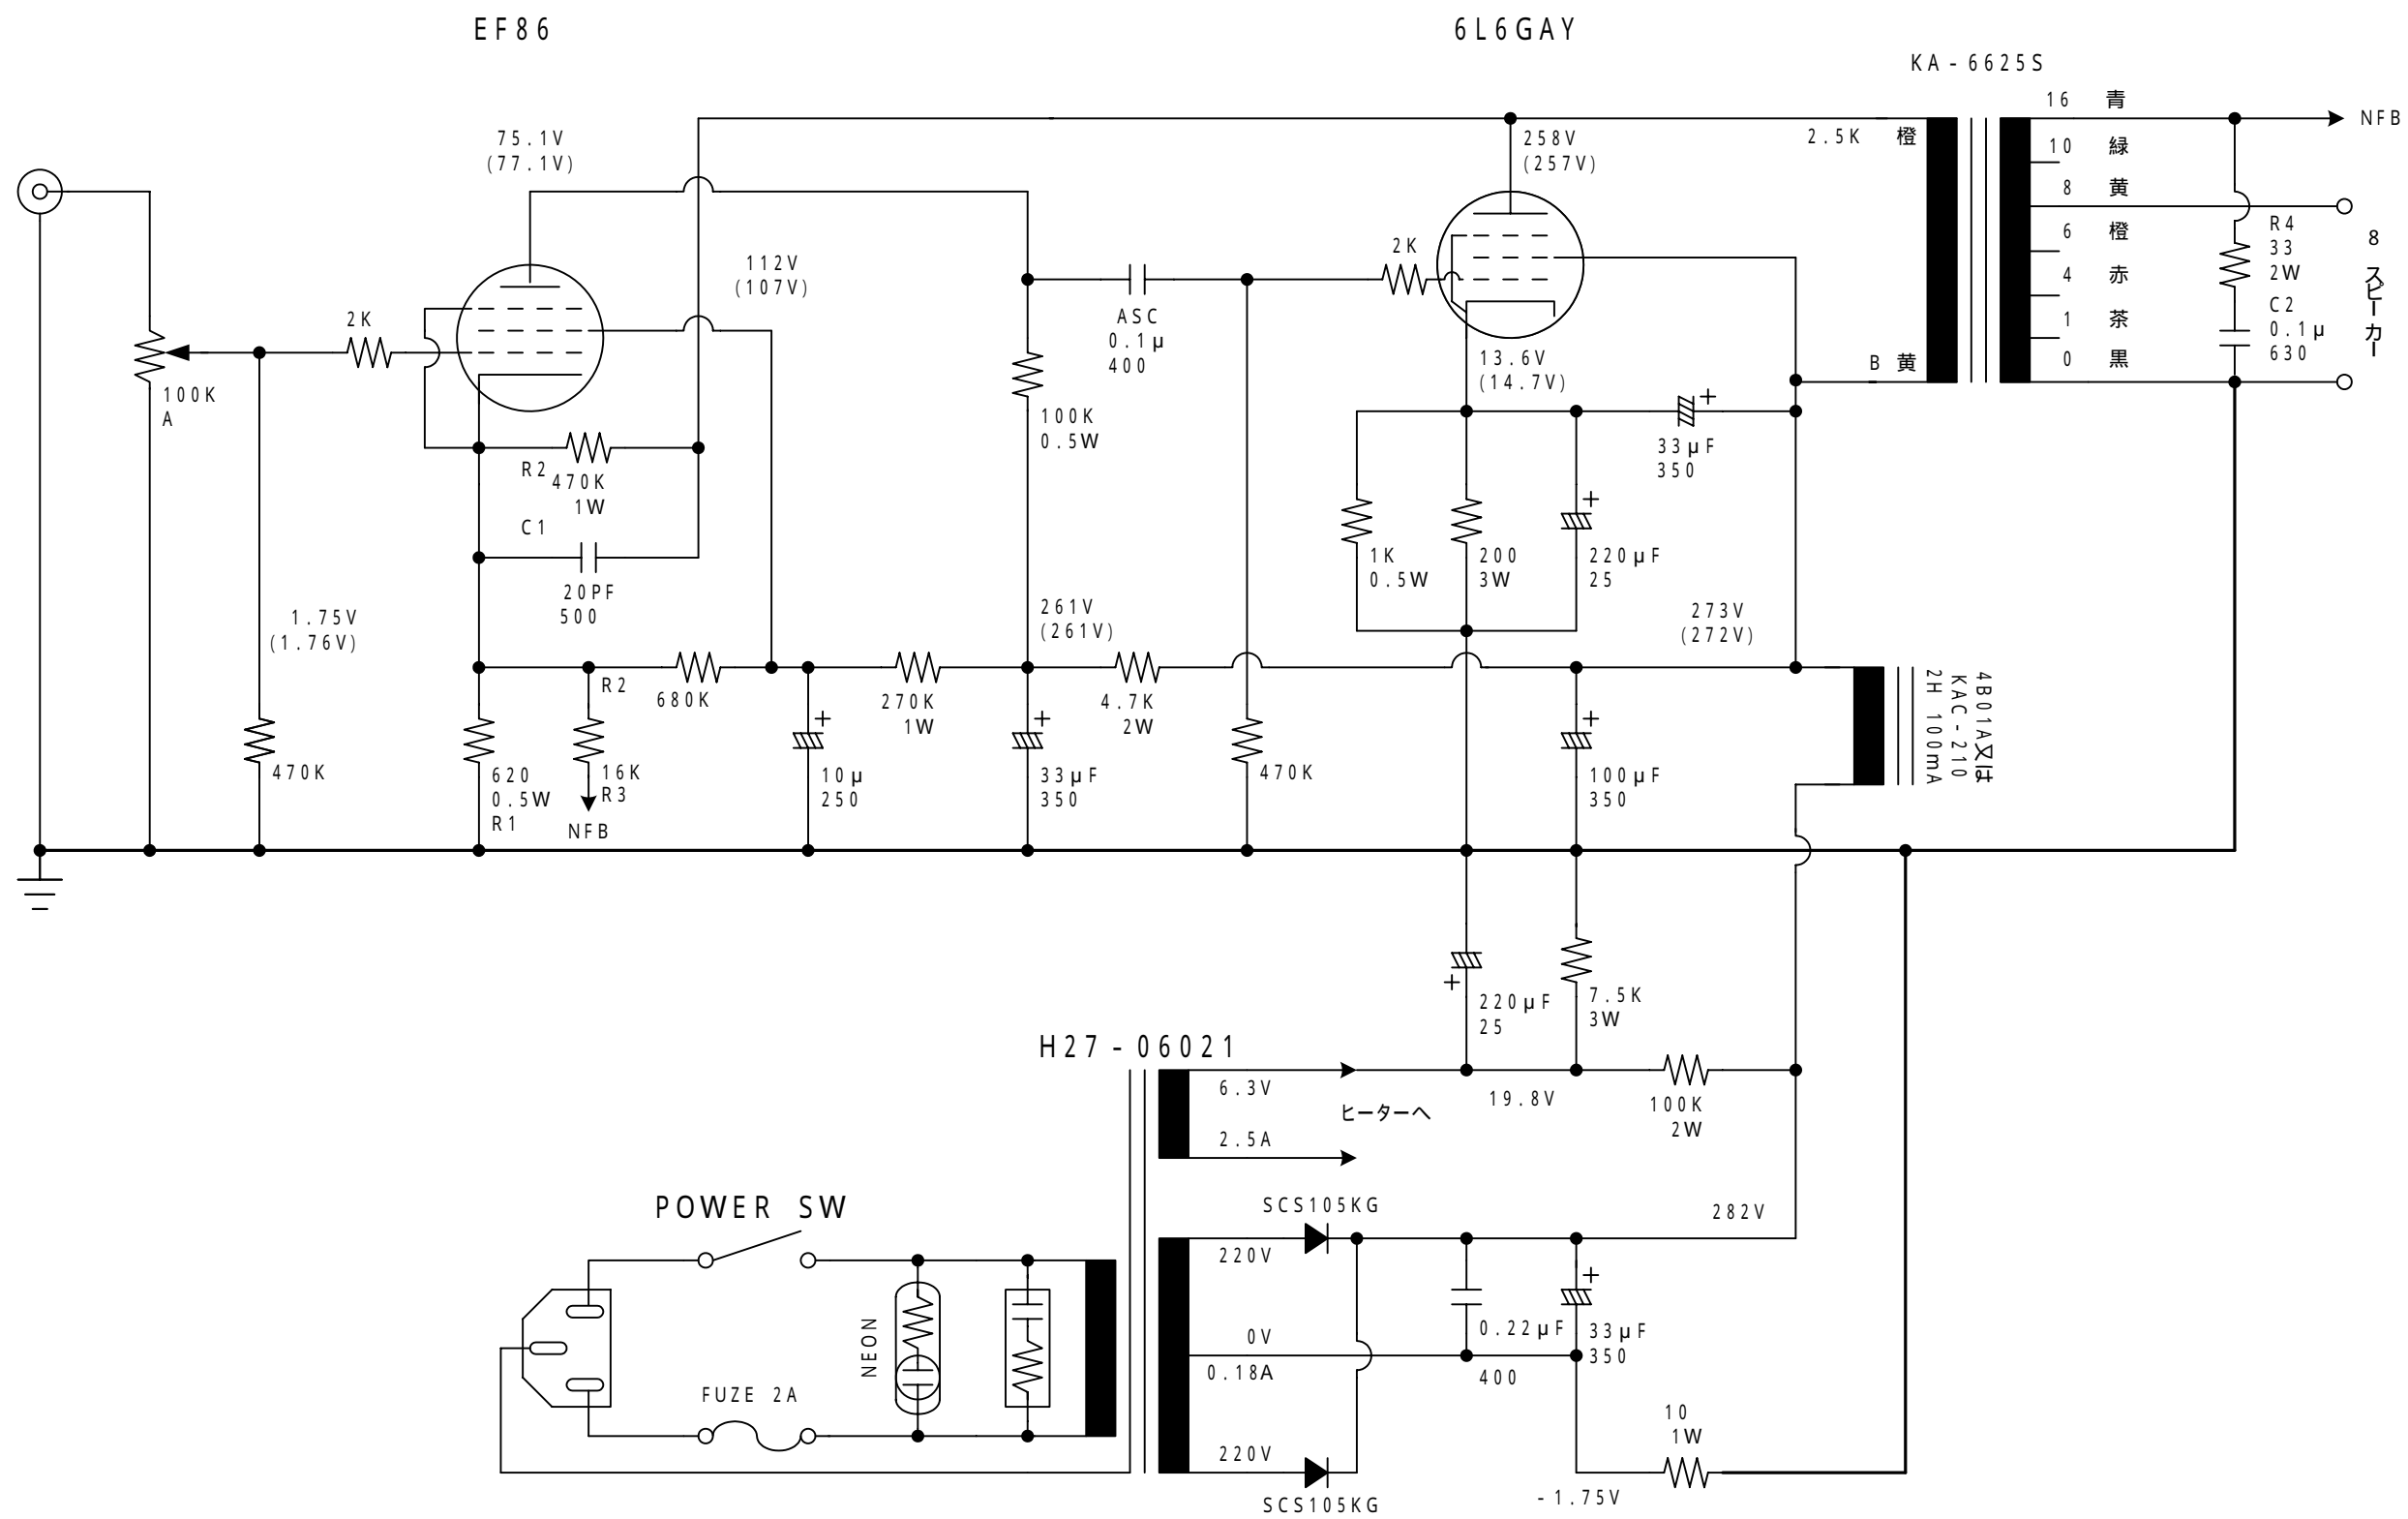 EF86
6L6GAY
KA-6625S
16 青
NFB
75.1V
(77.1V)
258V
(257V)
2.5K 橙
10 緑
8 黄
R4
33
2W
6 橙
4 赤
C2
0.1μ
630
1 茶
0 黒
8 スピーカー
112V
(107V)
2K
2K
ASC
0.1μ
400
13.6V
(14.7V)
B 黄
100K
A
100K
0.5W
33μF
350
R2
470K
1W
C1
20PF
500
1K
0.5W
200
3W
220μF
25
1.75V
(1.76V)
261V
(261V)
273V
(272V)
4B01A又は
KAC-210
2H 100mA
R2
680K
270K
1W
4.7K
2W
470K
620
0.5W
R1
16K
R3
NFB
10μ
250
33μF
350
470K
100μF
350
220μF
25
7.5K
3W
H27-06021
6.3V
19.8V
100K
2W
ヒーターへ
2.5A
POWER SW
SCS105KG
282V
220V
NEON
0V
0.22μF
400
33μF
350
0.18A
FUZE 2A
10
1W
220V
-1.75V
SCS105KG